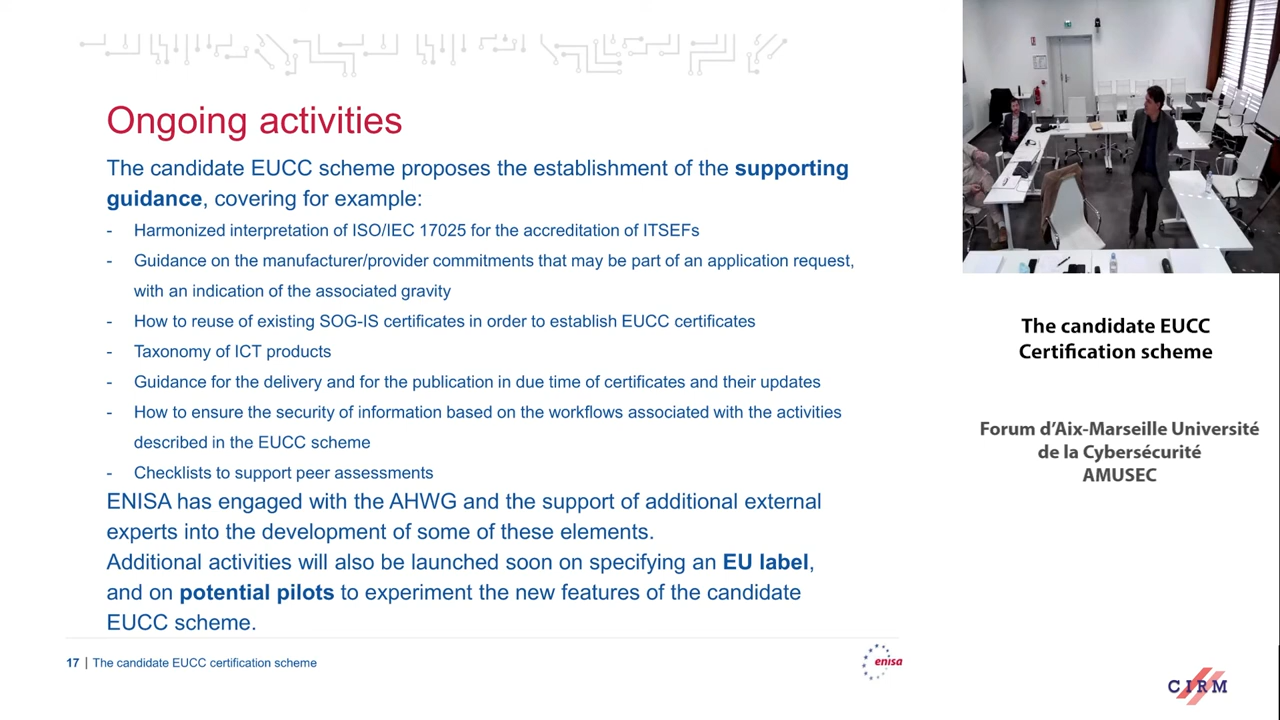 Ongoing activities
The candidate EUCC scheme proposes the establishment of the supporting
guidance, covering for example:
- Harmonized interpretation of ISO/IEC 17025 for the accreditation of ITSEFs
- Guidance on the manufacturer/provider commitments that may be part of an application request,
with an indication of the associated gravity
- How to reuse of existing SOG-IS certificates in order to establish EUCC certificates
- Taxonomy of ICT products
- Guidance for the delivery and for the publication in due time of certificates and their updates
- How to ensure the security of information based on the workflows associated with the activities
described in the EUCC scheme
- Checklists to support peer assessments
ENISA has engaged with the AHWG and the support of additional external
experts into the development of some of these elements.
Additional activities will also be launched soon on specifying an EU label,
and on potential pilots to experiment the new features of the candidate
EUCC scheme.
17 | The candidate EUCC certification scheme
enisa
The candidate EUCC
Certification scheme
Forum d'Aix-Marseille Université
de la Cybersécurité
AMUSEC
CIRM